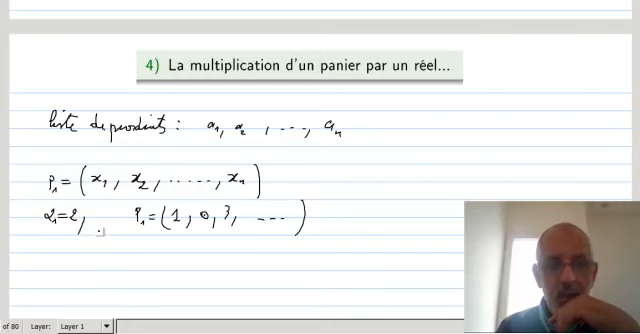 4) La multiplication d'un panier par un réel...
liste de produits : a₁, a₂, ..., aₙ
P₁ = (x₁, x₂, ......, xₙ)
α₁=2, P₁ = (1, 0, 3, ....)
of 80 Layer: Layer 1